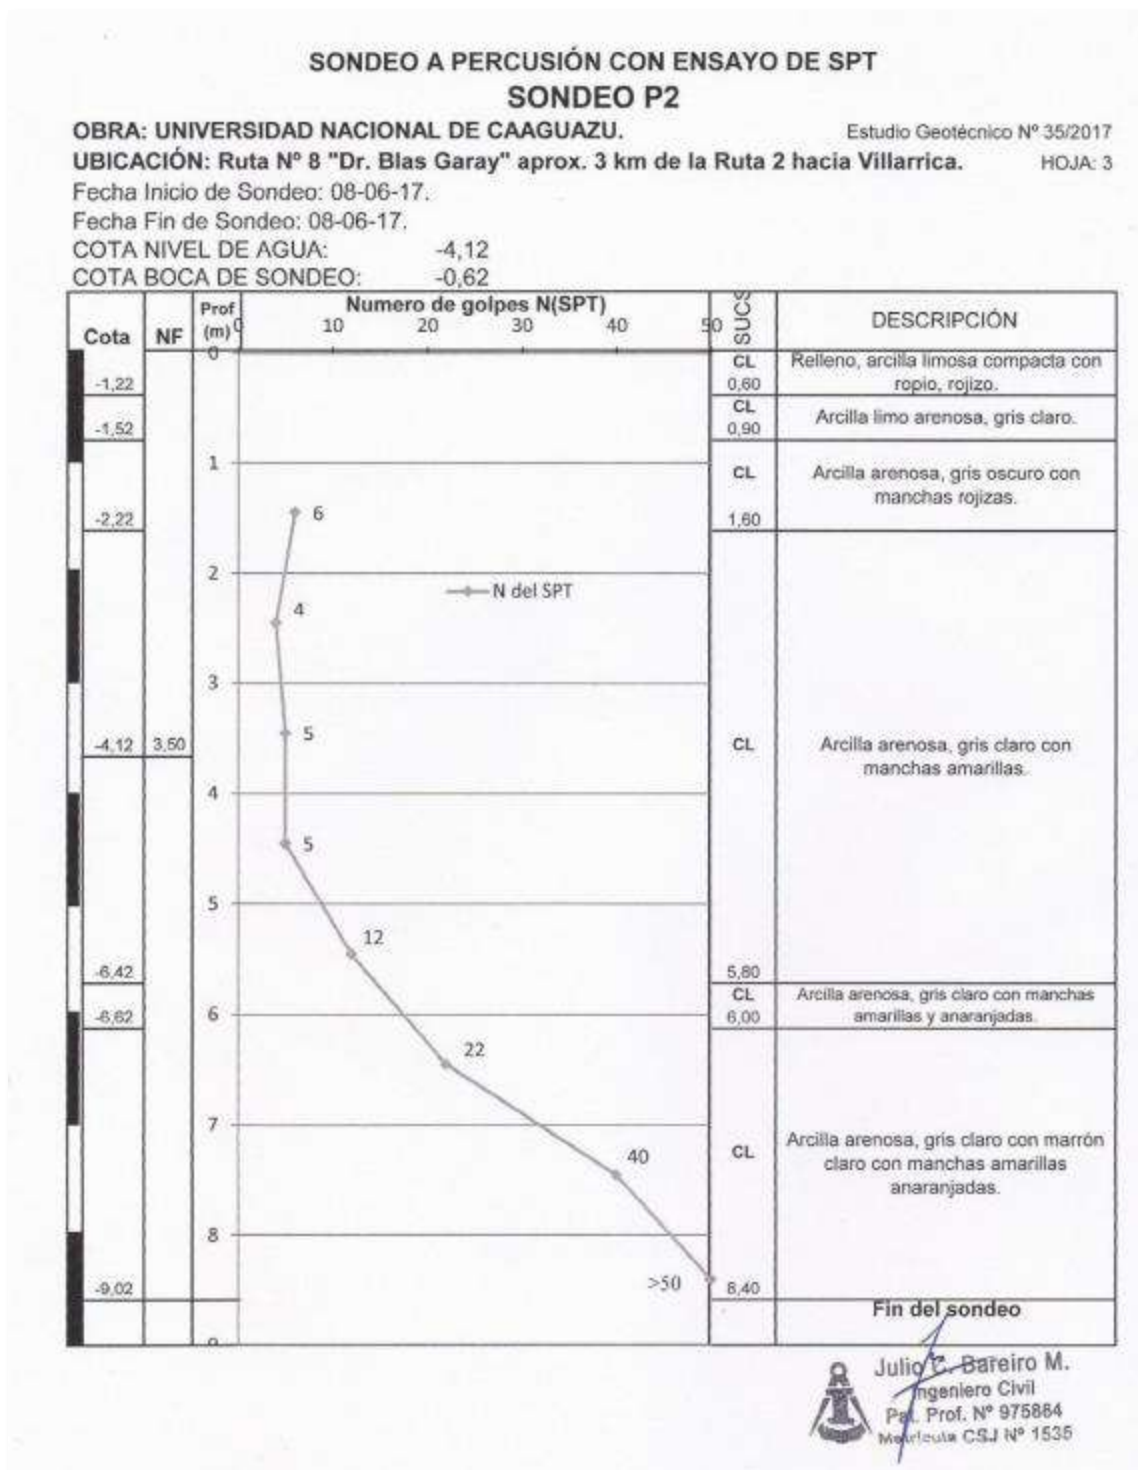 SONDEO A PERCUSIÓN CON ENSAYO DE SPT
SONDEO P2
OBRA: UNIVERSIDAD NACIONAL DE CAAGUAZU.
Estudio Geotécnico Nº 35/2017
UBICACIÓN: Ruta Nº 8 "Dr. Blas Garay" aprox. 3 km de la Ruta 2 hacia Villarrica.
HOJA: 3
Fecha Inicio de Sondeo: 08-06-17.
Fecha Fin de Sondeo: 08-06-17.
COTA NIVEL DE AGUA: -4,12
COTA BOCA DE SONDEO: -0,62
Cota
NF
Prof (m)
Numero de golpes N(SPT)
0 10 20 30 40 50
SUCS
DESCRIPCIÓN
0
CL
Relleno, arcilla limosa compacta con
-1,22
0,60
ropio, rojizo.
CL
Arcilla limo arenosa, gris claro.
-1,52
0,90
1
CL
Arcilla arenosa, gris oscuro con
manchas rojizas.
6
-2,22
1,60
2
N del SPT
4
3
5
-4,12
3,50
CL
Arcilla arenosa, gris claro con
manchas amarillas.
4
5
5
12
-6,42
5,80
CL
Arcilla arenosa, gris claro con manchas
-6,62
6
6,00
amarillas y anaranjadas.
22
7
CL
Arcilla arenosa, gris claro con marrón
claro con manchas amarillas
anaranjadas.
40
8
>50
-9,02
8,40
Fin del sondeo
9
Julio C. Bareiro M.
Ingeniero Civil
Pat. Prof. Nº 975884
Matrícula CSJ Nº 1535